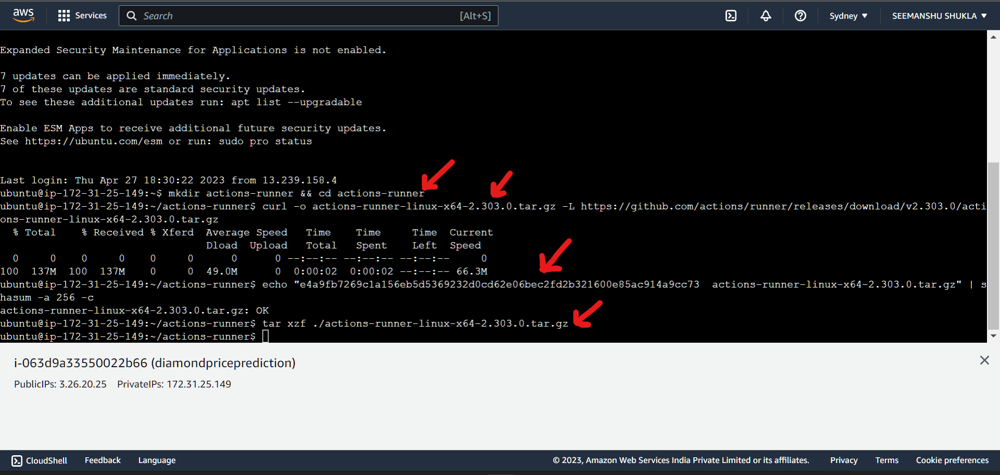 aws Services Search [Alt+S] Sydney ▼ SEEMANSHU SHUKLA ▼
Expanded Security Maintenance for Applications is not enabled.
7 updates can be applied immediately.
7 of these updates are standard security updates.
To see these additional updates run: apt list --upgradable
Enable ESM Apps to receive additional future security updates.
See https://ubuntu.com/esm or run: sudo pro status
Last login: Thu Apr 27 18:30:22 2023 from 13.239.158.4
ubuntu@ip-172-31-25-149:~$ mkdir actions-runner && cd actions-runner
ubuntu@ip-172-31-25-149:~/actions-runner$ curl -o actions-runner-linux-x64-2.303.0.tar.gz -L https://github.com/actions/runner/releases/download/v2.303.0/acti
ons-runner-linux-x64-2.303.0.tar.gz
% Total % Received % Xferd Average Speed Time Time Time Current
Dload Upload Total Spent Left Speed
0 0 0 0 0 0 0 0 --:--:-- --:--:-- --:--:-- 0
100 137M 100 137M 0 0 49.0M 0 0:00:02 0:00:02 --:--:-- 66.3M
ubuntu@ip-172-31-25-149:~/actions-runner$ echo "e4a9fb7269c1a156eb5d5369232d0cd62e06bec2fd2b321600e85ac914a9cc73  actions-runner-linux-x64-2.303.0.tar.gz" | s
hasum -a 256 -c
actions-runner-linux-x64-2.303.0.tar.gz: OK
ubuntu@ip-172-31-25-149:~/actions-runner$ tar xzf ./actions-runner-linux-x64-2.303.0.tar.gz
ubuntu@ip-172-31-25-149:~/actions-runner$
i-063d9a33550022b66 (diamondpriceprediction)
PublicIPs: 3.26.20.25 PrivateIPs: 172.31.25.149
CloudShell Feedback Language © 2023, Amazon Web Services India Private Limited or its affiliates. Privacy Terms Cookie preferences